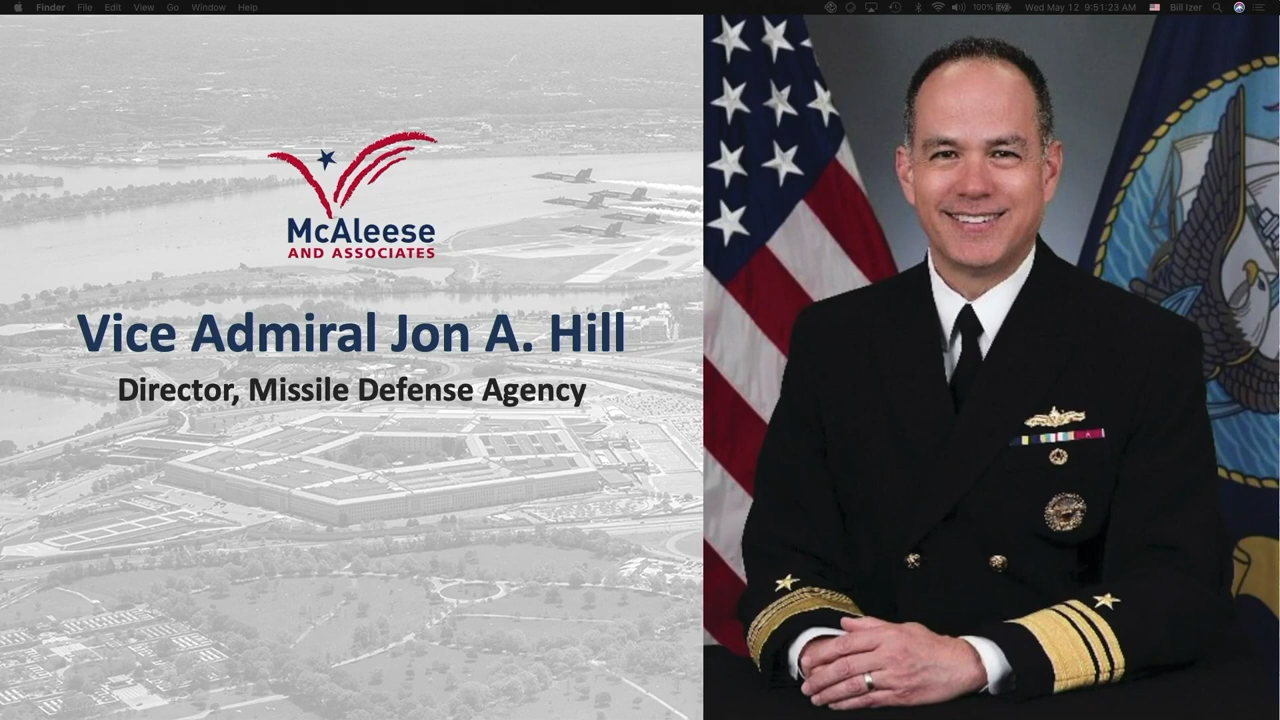 Finder File Edit View Go Window Help 100% Wed May 12 9:51:23 AM Bill Izer
McAleese
AND ASSOCIATES
Vice Admiral Jon A. Hill
Director, Missile Defense Agency